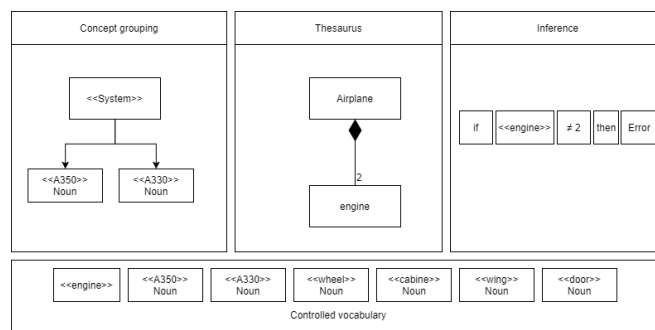 Concept grouping
<<System>>
<<A350>>
Noun
<<A330>>
Noun
Thesaurus
Airplane
2
engine
Inference
if <<engine>> ≠ 2 then Error
<<engine>>
<<A350>>
Noun
<<A330>>
Noun
<<wheel>>
Noun
<<cabine>>
Noun
<<wing>>
Noun
<<door>>
Noun
Controlled vocabulary